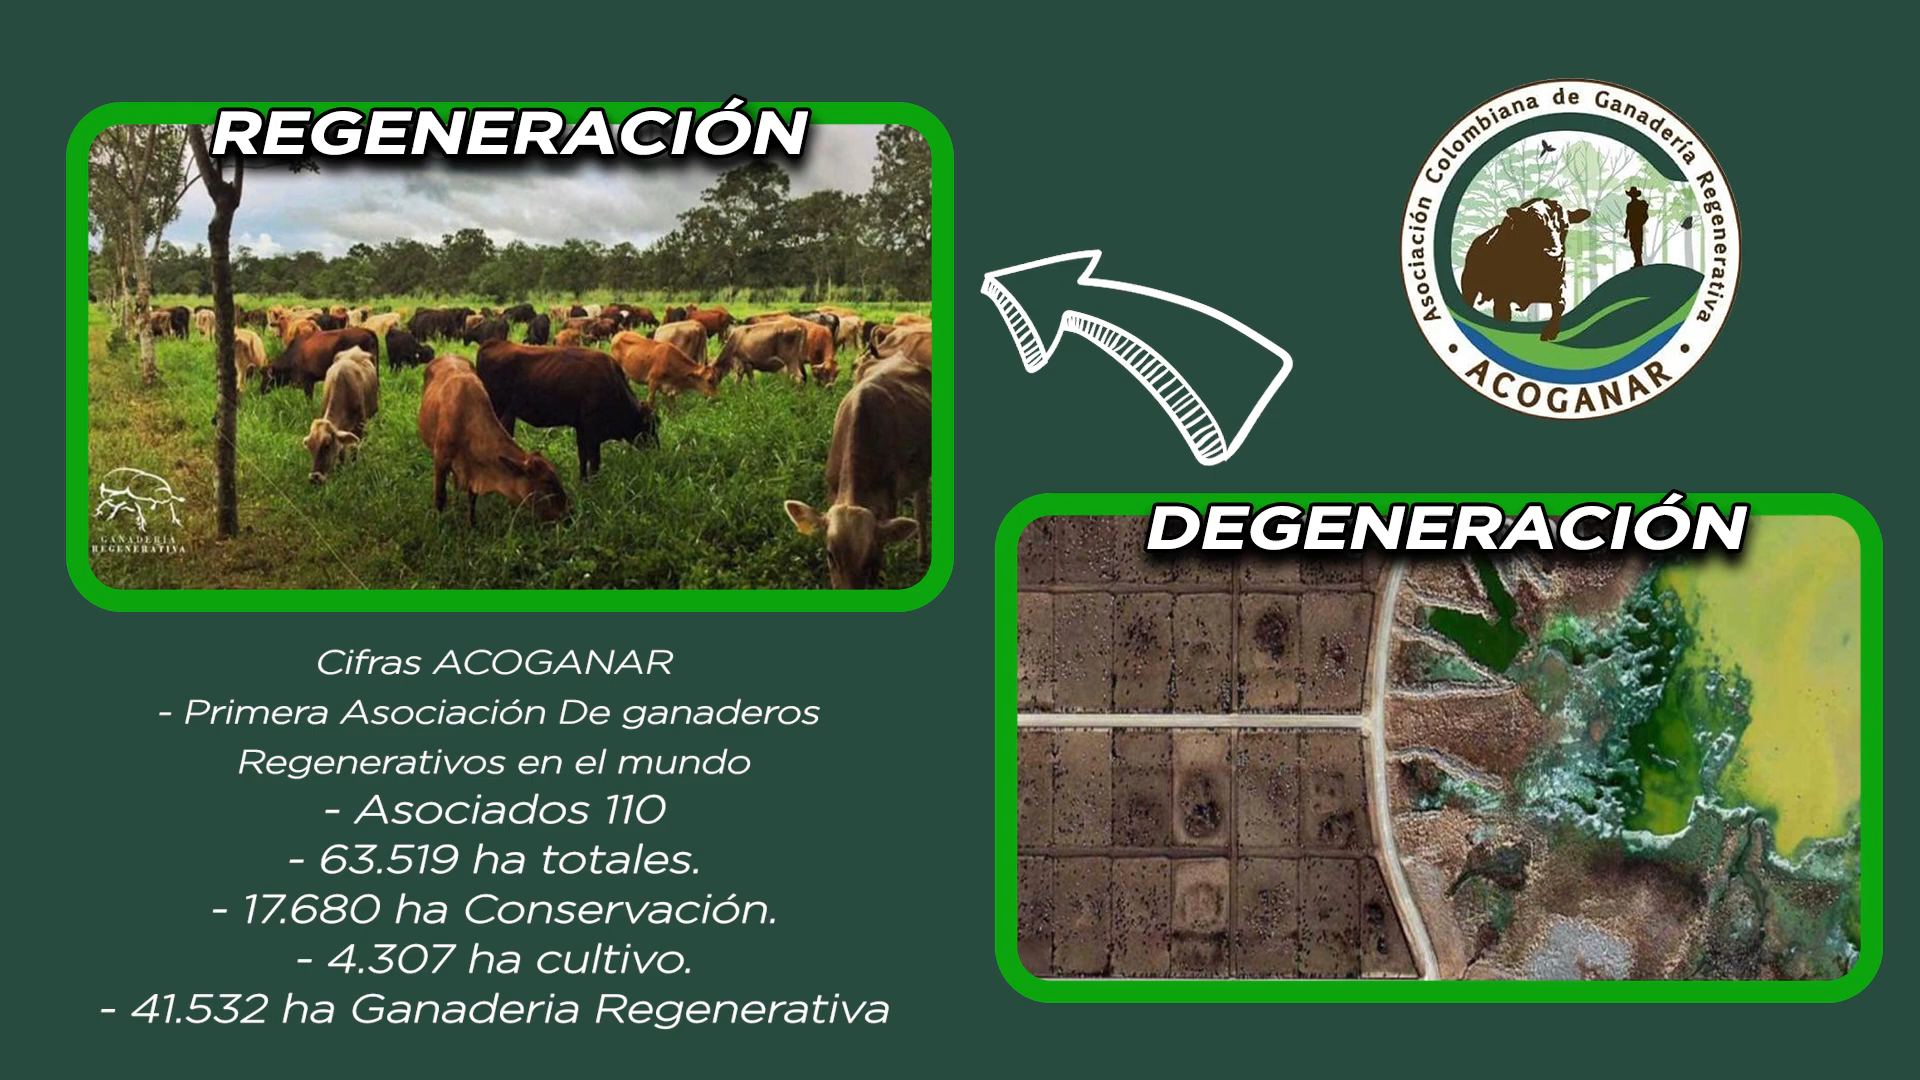 REGENERACIÓN
GANADERÍA
REGENERATIVA
Asociación Colombiana de Ganadería Regenerativa
• ACOGANAR •
DEGENERACIÓN
Cifras ACOGANAR
- Primera Asociación De ganaderos
Regenerativos en el mundo
- Asociados 110
- 63.519 ha totales.
- 17.680 ha Conservación.
- 4.307 ha cultivo.
- 41.532 ha Ganaderia Regenerativa